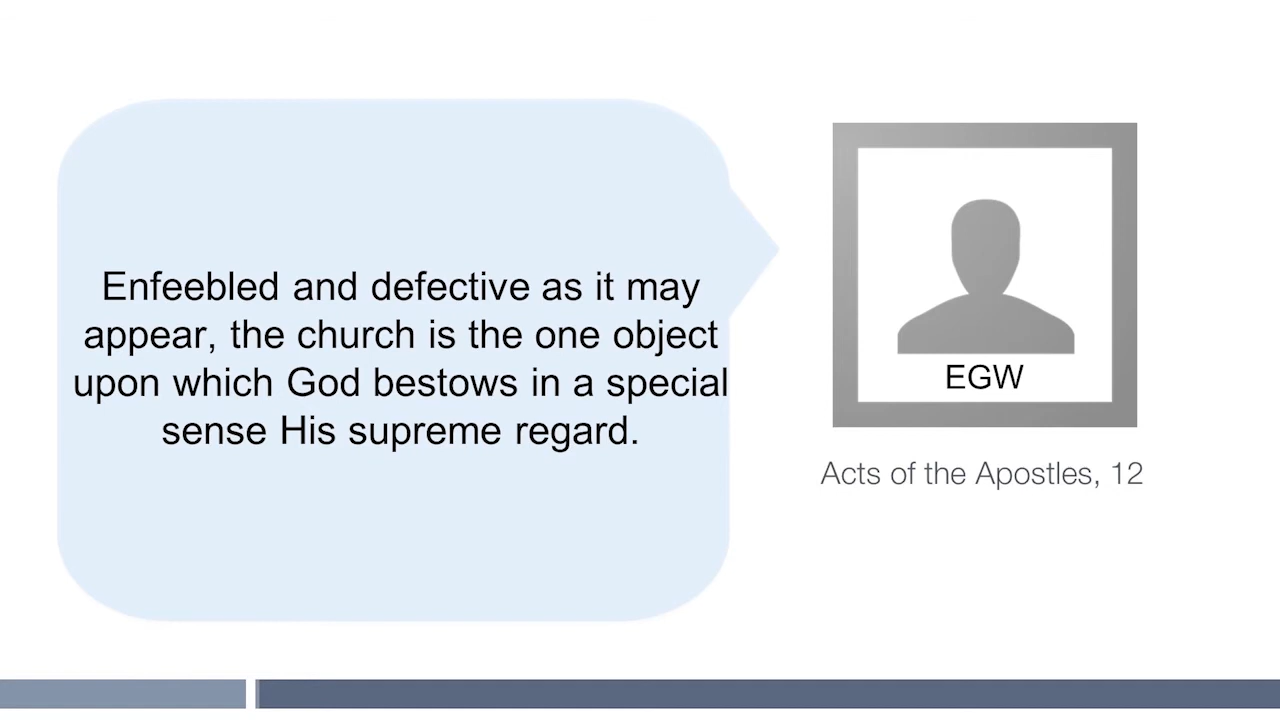 Enfeebled and defective as it may
appear, the church is the one object
upon which God bestows in a special
sense His supreme regard.
EGW
Acts of the Apostles, 12